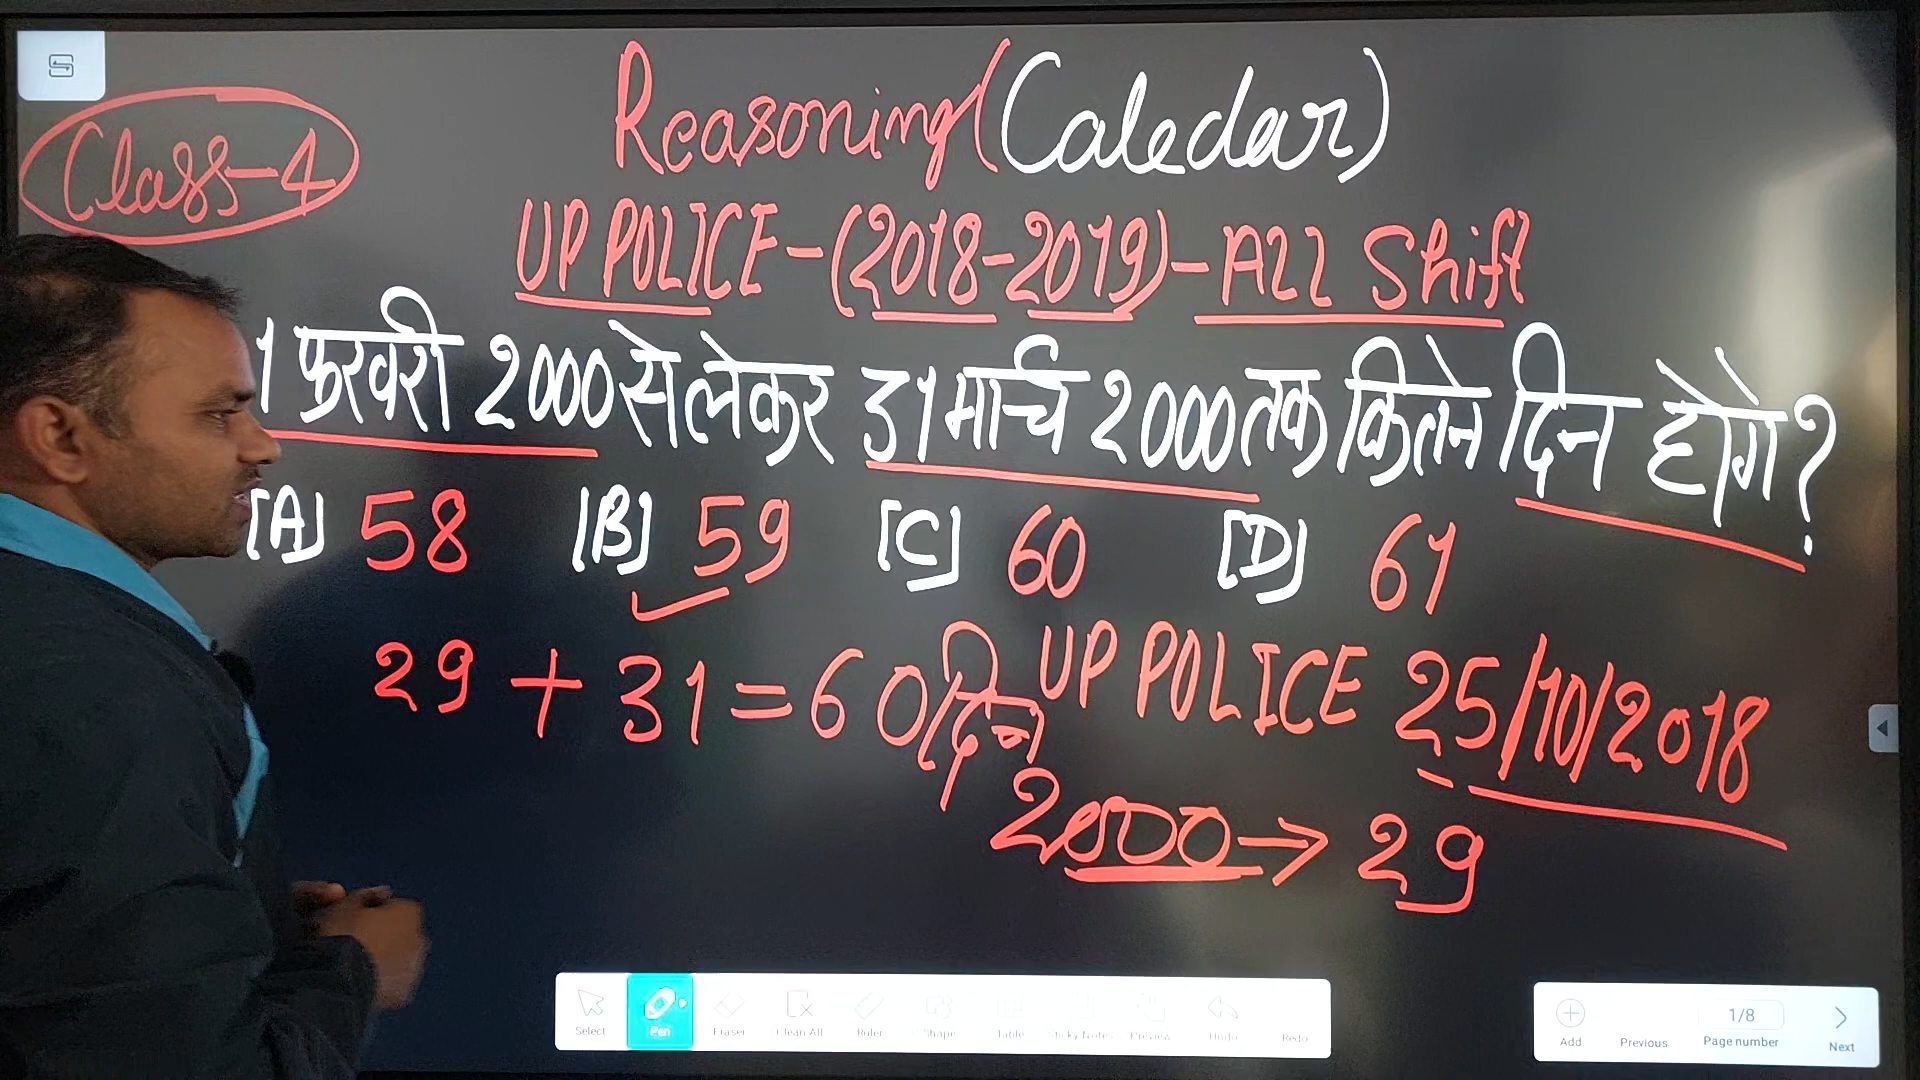 Class-4
Reasoning (Caledar)
UP POLICE-(2018-2019)-All Shift
1 फरवरी 2000 से लेकर 31 मार्च 2000 तक कितने दिन होगे?
[A] 58 [B] 59 [C] 60 [D] 61
29 + 31 = 60 दिन UP POLICE 25/10/2018
2000 → 29
Select Pen Eraser Clean All Ruler Shape Table Sticky Notes Preview Undo Redo
Add Previous 1/8 Page number Next